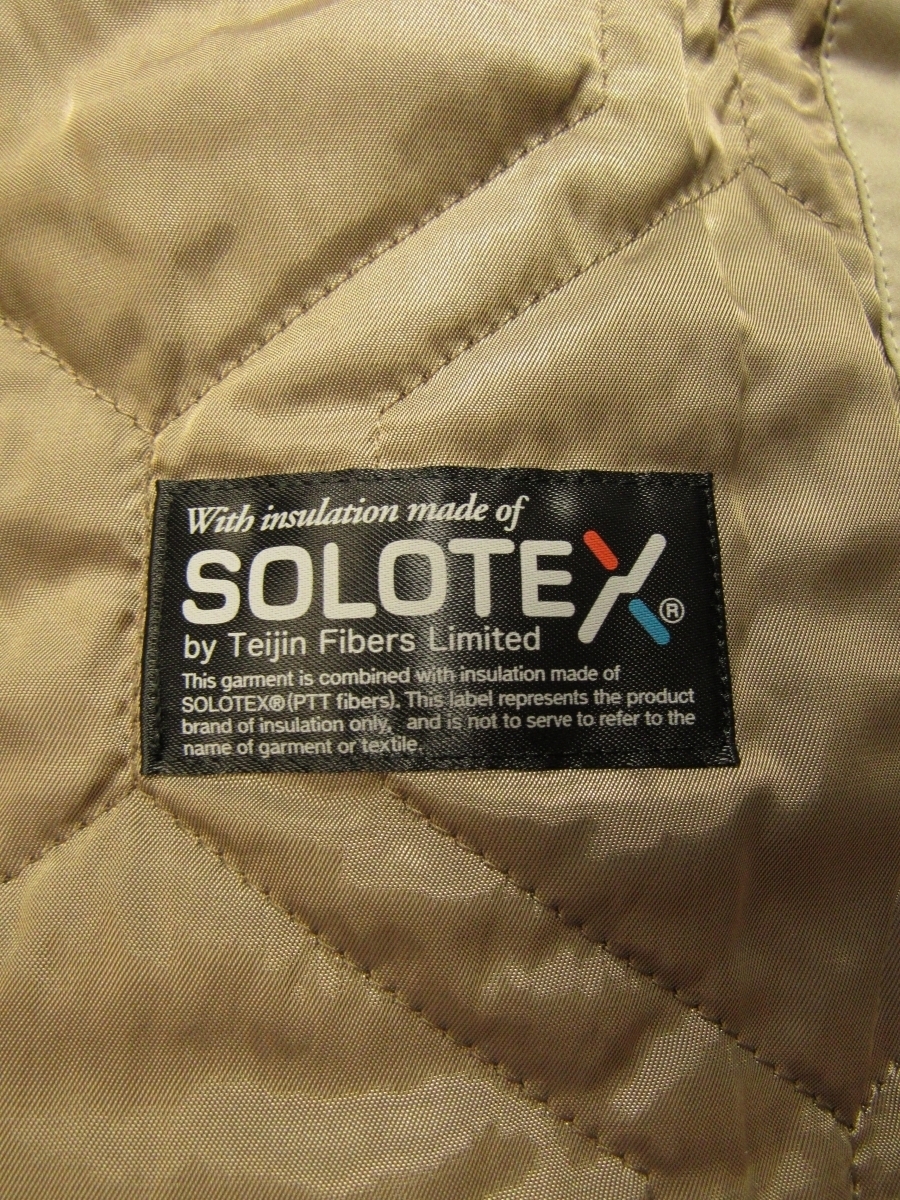 With insulation made of
SOLOTEX®
by Teijin Fibers Limited
This garment is combined with insulation made of
SOLOTEX®(PTT fibers). This label represents the product
brand of insulation only, and is not to serve to refer to the
name of garment or textile.